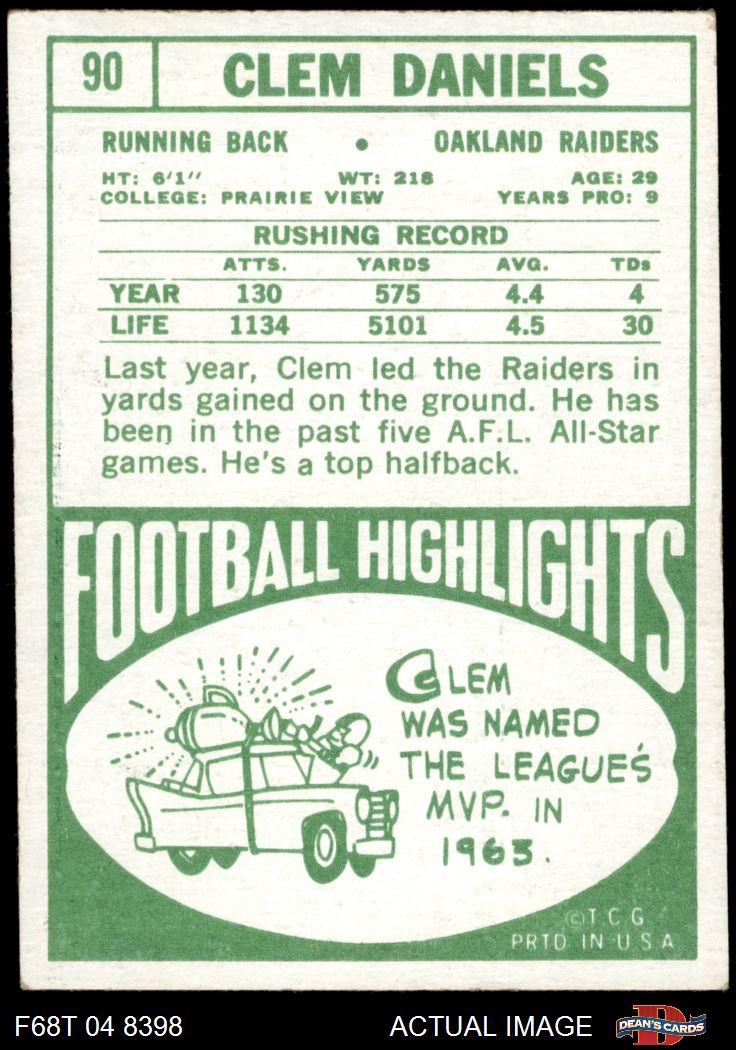 90 CLEM DANIELS
RUNNING BACK • OAKLAND RAIDERS
HT: 6'1" WT: 218 AGE: 29
COLLEGE: PRAIRIE VIEW YEARS PRO: 9
RUSHING RECORD
ATTS. YARDS AVG. TDs
YEAR 130 575 4.4 4
LIFE 1134 5101 4.5 30
Last year, Clem led the Raiders in
yards gained on the ground. He has
been in the past five A.F.L. All-Star
games. He's a top halfback.
FOOTBALL HIGHLIGHTS
CLEM
WAS NAMED
THE LEAGUE'S
MVP. IN
1963.
©T.C.G.
PRTD IN U.S.A.
F68T 04 8398 ACTUAL IMAGE DEAN'S CARDS